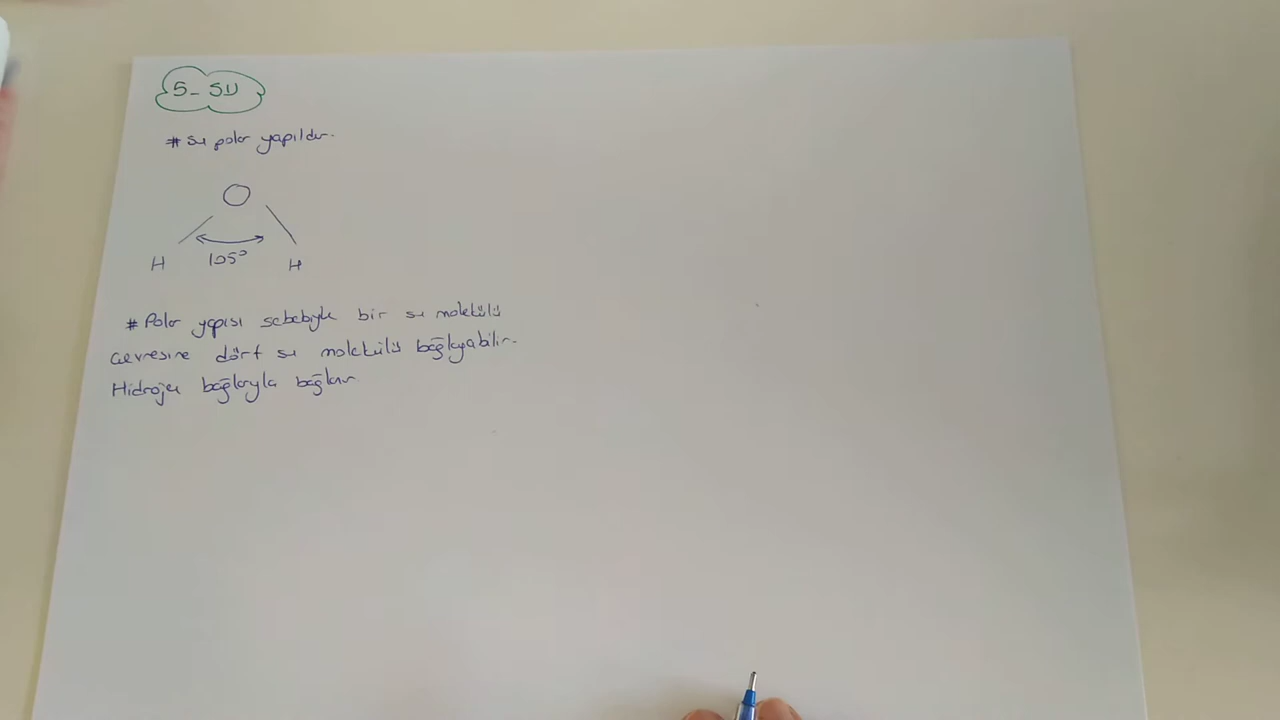 5- SU
# Su polar yapılıdır.
O
H 105° H
# Polar yapısı sebebiyle bir su molekülü
çevresine dört su molekülü bağlayabilir.
Hidrojen bağlarıyla bağlanır